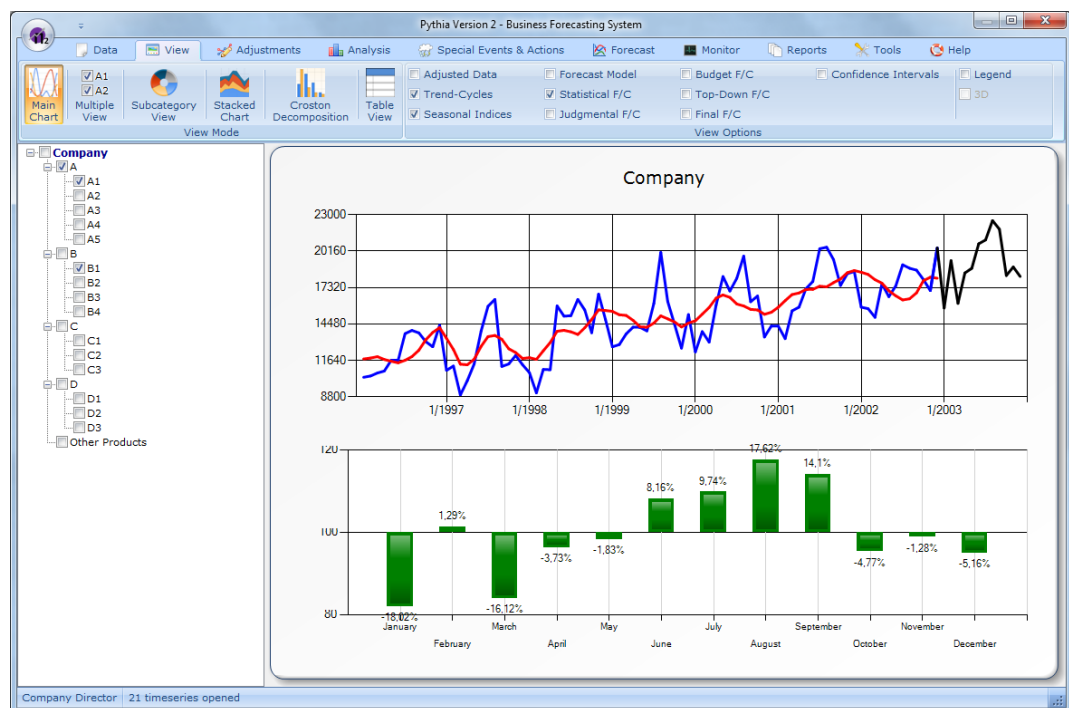 Pythia Version 2 - Business Forecasting System
Data View Adjustments Analysis Special Events & Actions Forecast Monitor Reports Tools Help
Main Chart
A1
A2
Multiple View
Subcategory View
Stacked Chart
Croston Decomposition
Table View
View Mode
Adjusted Data Forecast Model Budget F/C Confidence Intervals Legend
Trend-Cycles Statistical F/C Top-Down F/C 3D
Seasonal Indices Judgmental F/C Final F/C
View Options
Company
A
A1
A2
A3
A4
A5
B
B1
B2
B3
B4
C
C1
C2
C3
D
D1
D2
D3
Other Products
Company
23000
20160
17320
14480
11640
8800
1/1997 1/1998 1/1999 1/2000 1/2001 1/2002 1/2003
120
100
80
-18,02% 1,29% -16,12% -3,73% -1,83% 8,16% 9,74% 17,62% 14,1% -4,77% -1,28% -5,16%
January February March April May June July August September October November December
Company Director 21 timeseries opened